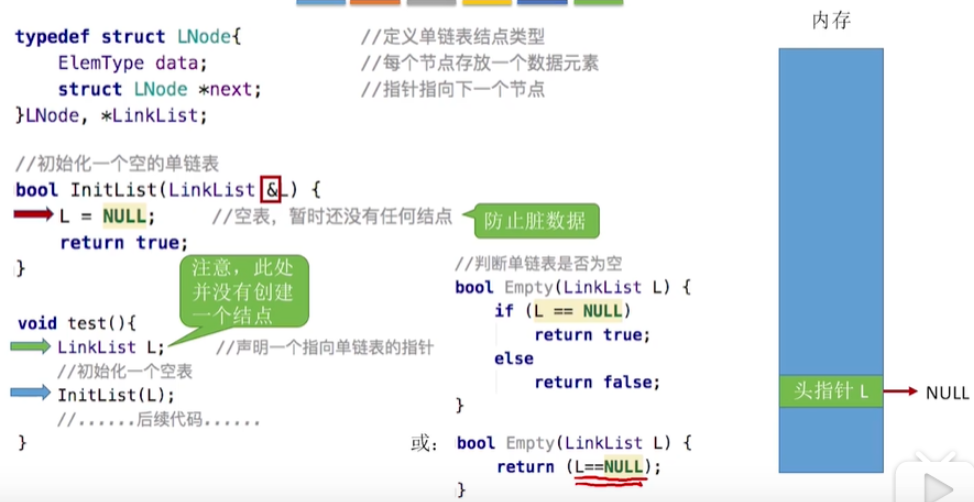 typedef struct LNode{ //定义单链表结点类型
ElemType data; //每个节点存放一个数据元素
struct LNode *next; //指针指向下一个节点
}LNode, *LinkList;
//初始化一个空的单链表
bool InitList(LinkList &L) {
L = NULL; //空表，暂时还没有任何结点
防止脏数据
return true;
}
注意，此处
并没有创建
一个结点
void test(){
LinkList L; //声明一个指向单链表的指针
//初始化一个空表
InitList(L);
//......后续代码......
}
//判断单链表是否为空
bool Empty(LinkList L) {
if (L == NULL)
return true;
else
return false;
}
或：
bool Empty(LinkList L) {
return (L==NULL);
}
内存
头指针 L
NULL